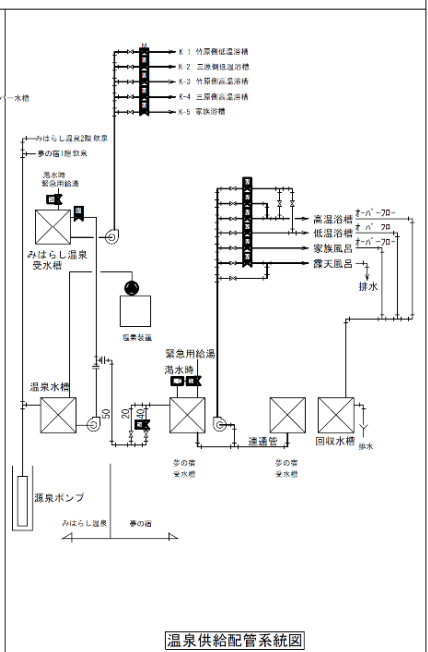 K-1 竹原側低温浴槽
K-2 三原側低温浴槽
K-3 竹原側高温浴槽
K-4 三原側高温浴槽
K-5 家族浴槽
バー水槽
みはらし温泉2階 飲泉
夢の宿1階 飲泉
渇水時
緊急用給湯
みはらし温泉
受水槽
高温浴槽
オーバーフロー
低温浴槽
オーバーフロー
家族風呂
オーバーフロー
露天風呂
排水
塩素装置
緊急用給湯
渇水時
温泉水槽
50
20
40
連通管
回収水槽
排水
夢の宿
受水槽
夢の宿
受水槽
源泉ポンプ
みはらし温泉
夢の宿
温泉供給配管系統図